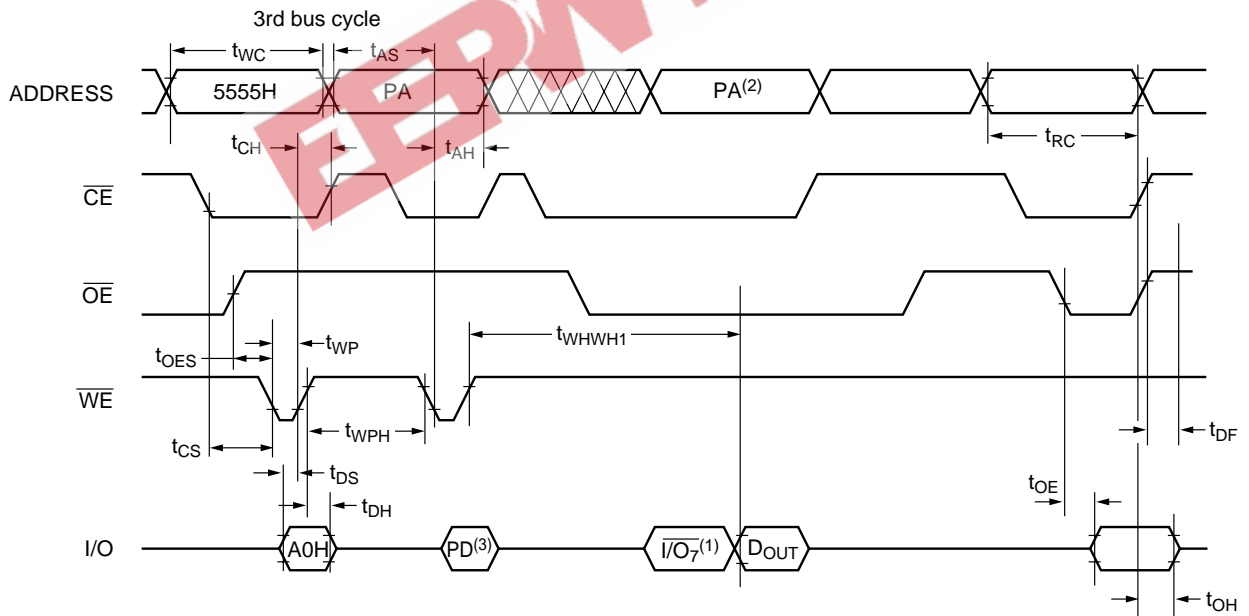 3rd bus cycle
tWC
tAS
ADDRESS
5555H
PA
PA(2)
tCH
tAH
tRC
CE
OE
tWP
tWHWH1
tOES
WE
tWPH
tCS
tDF
tDS
tOE
tDH
I/O
A0H
PD(3)
I/O7(1)
DOUT
tOH